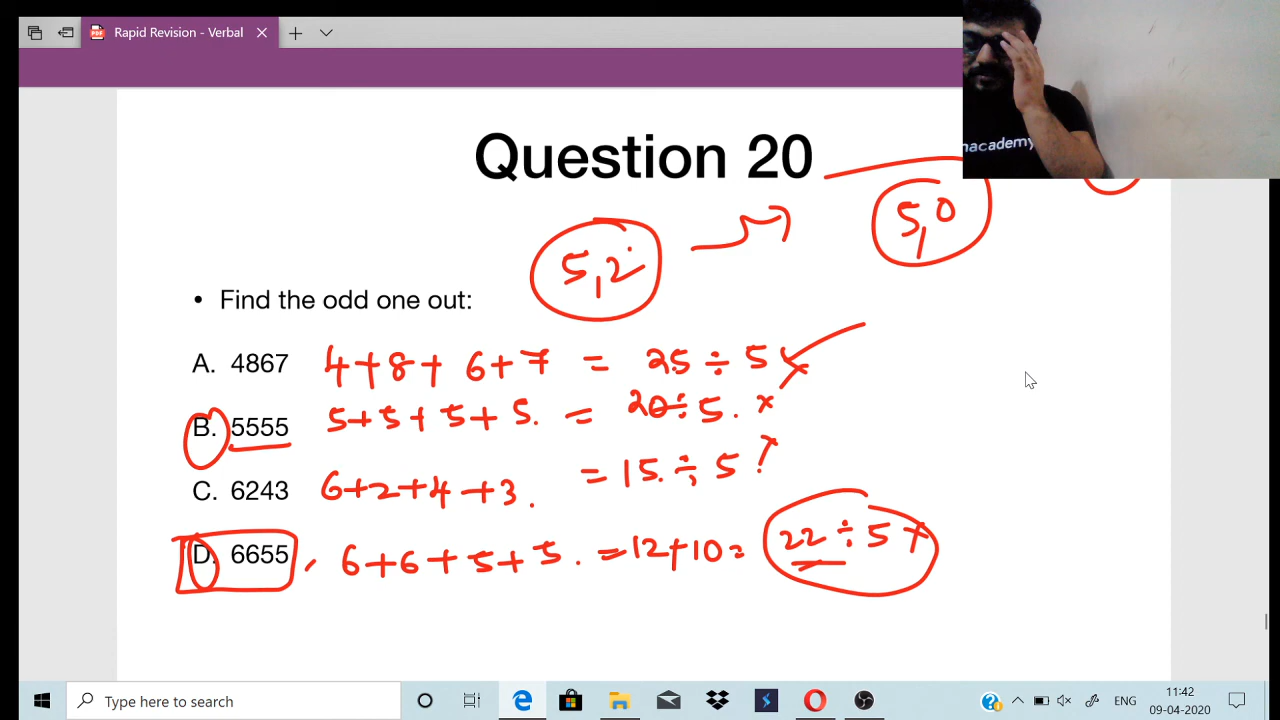 Rapid Revision - Verbal
nacademy
Question 20
5,2
5,0
• Find the odd one out:
A. 4867 4+8+6+7 = 25 ÷ 5
B. 5555 5+5+5+5. = 20÷5. x
C. 6243 6+2+4+3. = 15. ÷ 5
D. 6655 6+6+5+5. = 12+10 = 22 ÷ 5 x
Type here to search
ENG
11:42
09-04-2020